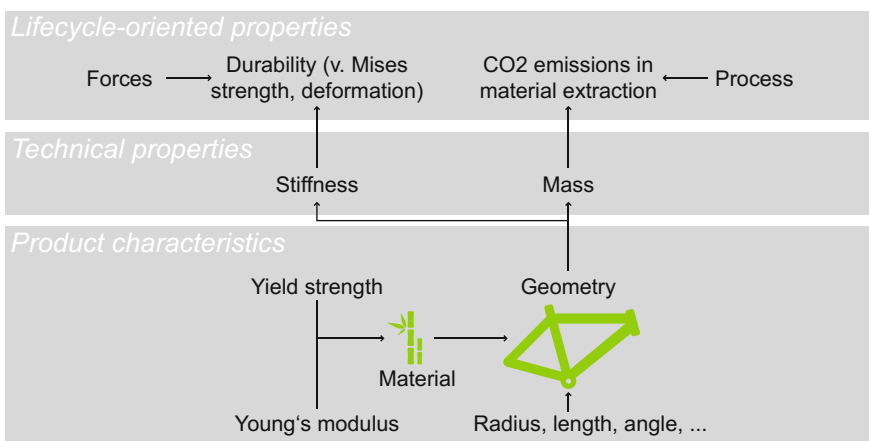 Lifecycle-oriented properties
Forces
Durability (v. Mises
strength, deformation)
CO2 emissions in
material extraction
Process
Technical properties
Stiffness
Mass
Product characteristics
Yield strength
Geometry
Material
Young‘s modulus
Radius, length, angle, ...